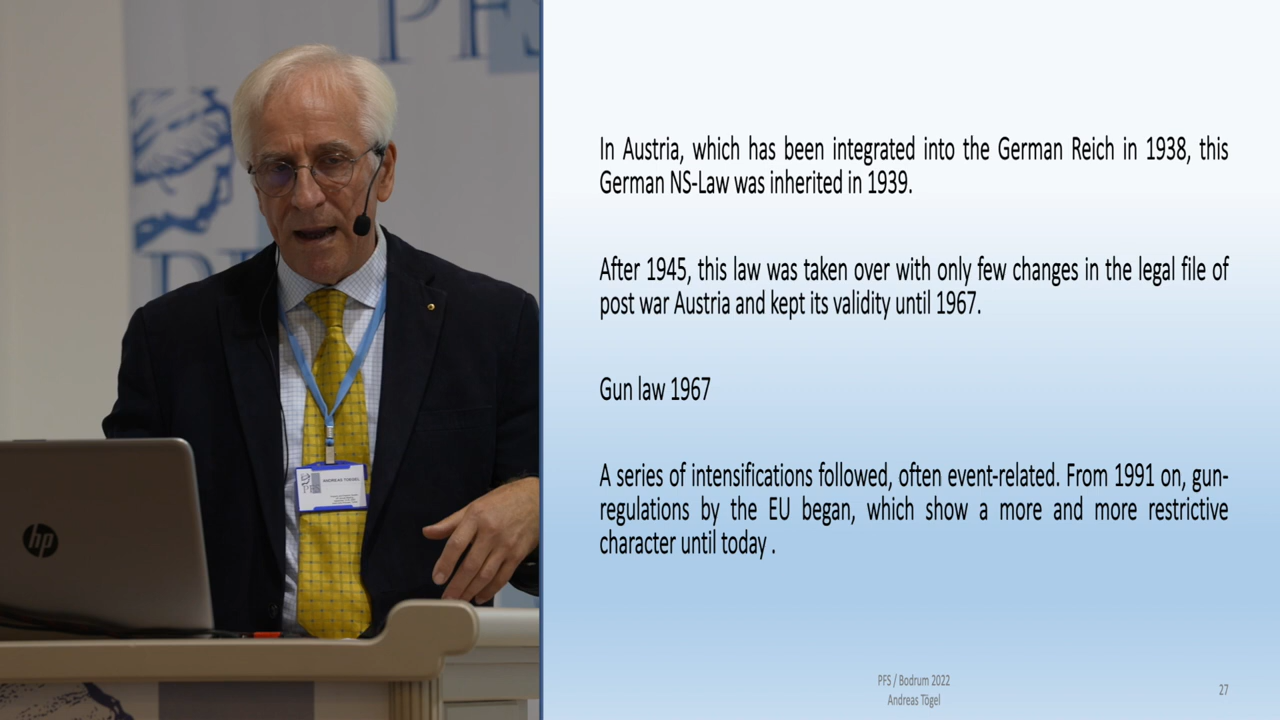 PFS
ANDREAS TOEGEL
hp
In Austria, which has been integrated into the German Reich in 1938, this
German NS-Law was inherited in 1939.
After 1945, this law was taken over with only few changes in the legal file of
post war Austria and kept its validity until 1967.
Gun law 1967
A series of intensifications followed, often event-related. From 1991 on, gun-
regulations by the EU began, which show a more and more restrictive
character until today .
PFS / Bodrum 2022
Andreas Tögel
27